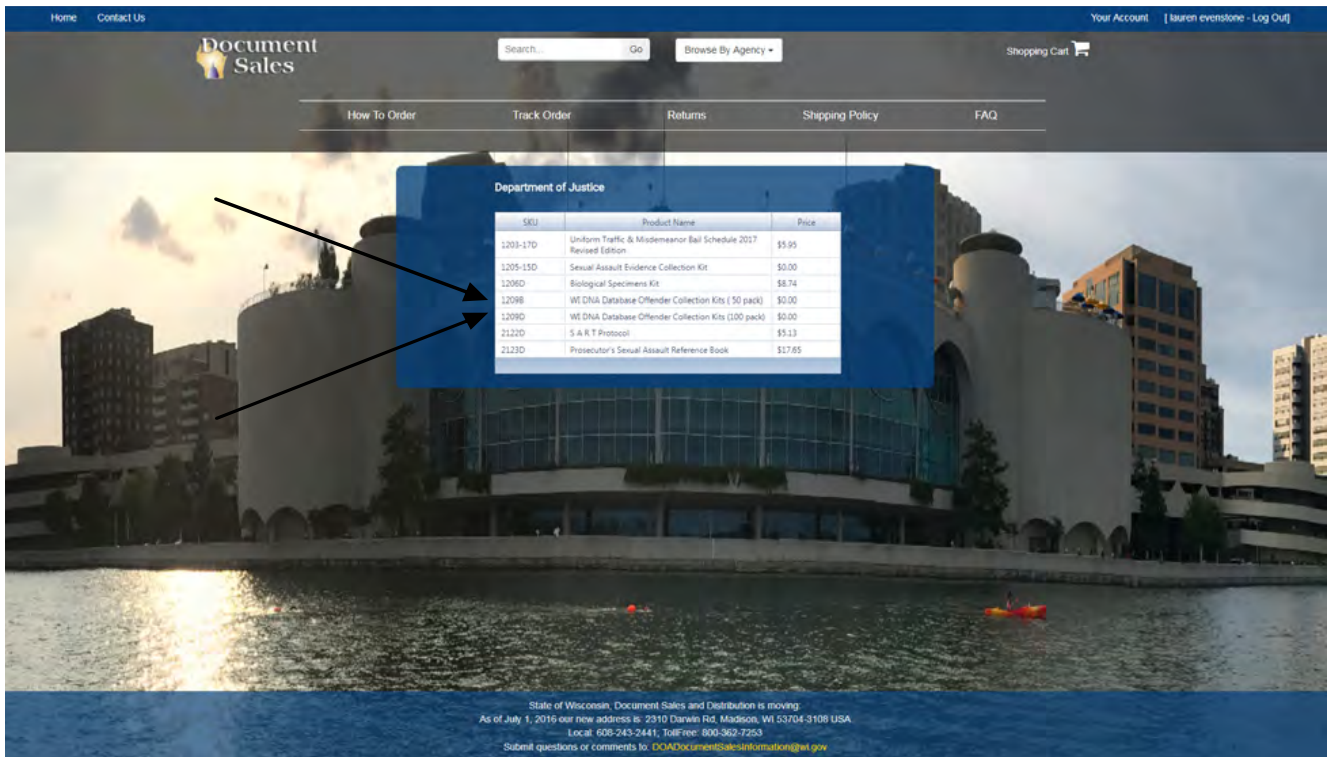 Home Contact Us Your Account [ lauren evenstone - Log Out]
Document
Sales
Search... Go Browse By Agency Shopping Cart
How To Order Track Order Returns Shipping Policy FAQ
Department of Justice
SKU Product Name Price
1203-17D Uniform Traffic & Misdemeanor Bail Schedule 2017 Revised Edition $5.95
1205-15D Sexual Assault Evidence Collection Kit $0.00
1206D Biological Specimens Kit $8.74
1209B WI DNA Database Offender Collection Kits ( 50 pack) $0.00
1209D WI DNA Database Offender Collection Kits (100 pack) $0.00
2122D S A R T Protocol $5.13
2123D Prosecutor's Sexual Assault Reference Book $17.65
State of Wisconsin, Document Sales and Distribution is moving:
As of July 1, 2016 our new address is: 2310 Darwin Rd, Madison, WI 53704-3108 USA
Local: 608-243-2441; TollFree: 800-362-7253
Submit questions or comments to: DOADocumentSalesInformation@wi.gov